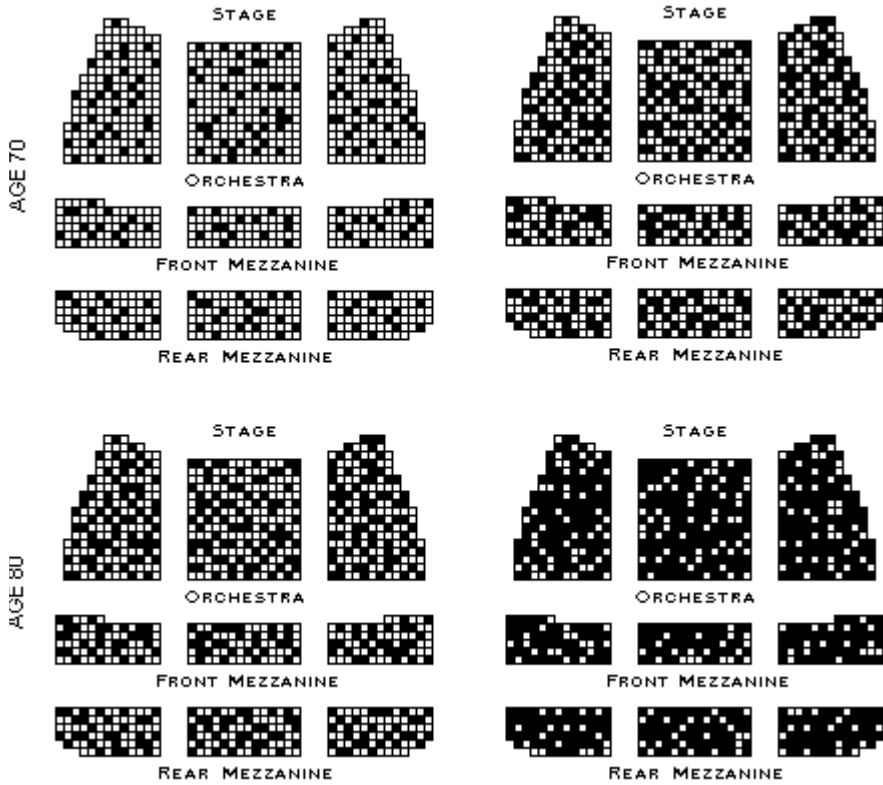 STAGE STAGE
AGE 70
ORCHESTRA ORCHESTRA
FRONT MEZZANINE FRONT MEZZANINE
REAR MEZZANINE REAR MEZZANINE
STAGE STAGE
AGE 80
ORCHESTRA ORCHESTRA
FRONT MEZZANINE FRONT MEZZANINE
REAR MEZZANINE REAR MEZZANINE